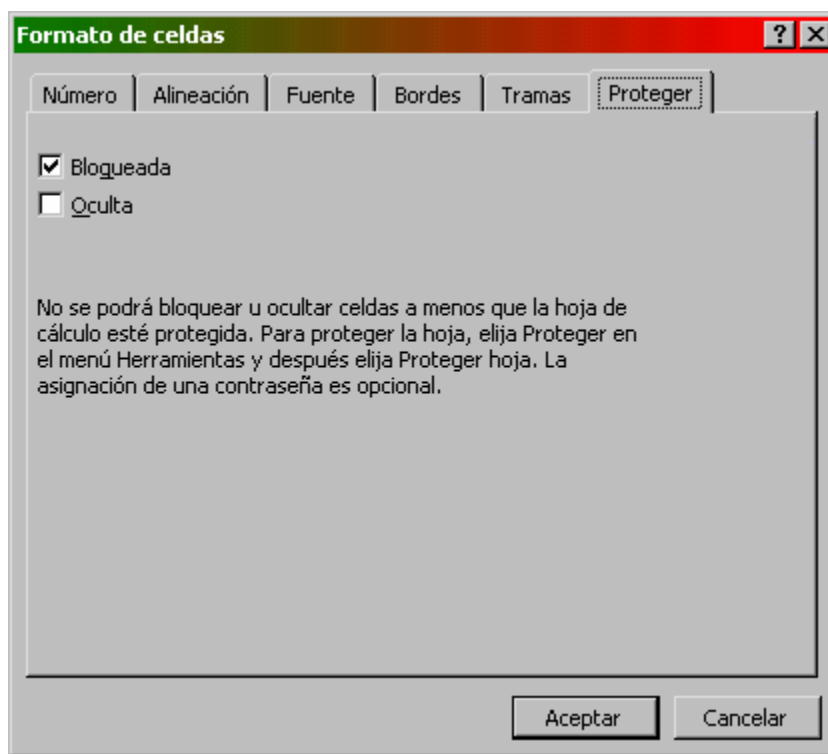 Formato de celdas
Número Alineación Fuente Bordes Tramas Proteger
Bloqueada
Oculta
No se podrá bloquear u ocultar celdas a menos que la hoja de
cálculo esté protegida. Para proteger la hoja, elija Proteger en
el menú Herramientas y después elija Proteger hoja. La
asignación de una contraseña es opcional.
Aceptar Cancelar